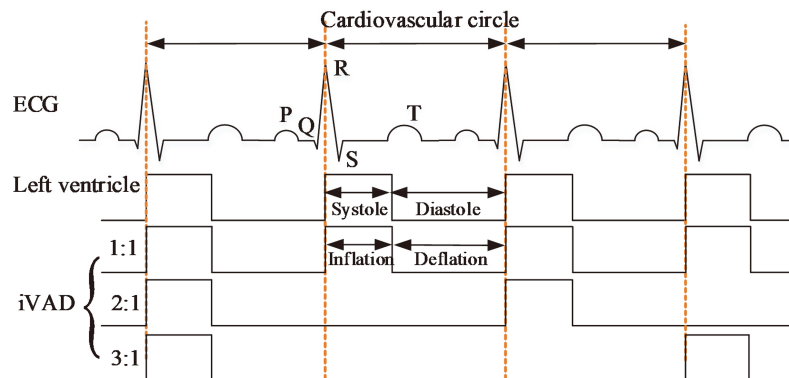 Cardiovascular circle
R
ECG
P
Q
T
S
Left ventricle
Systole
Diastole
1:1
Inflation
Deflation
iVAD
2:1
3:1